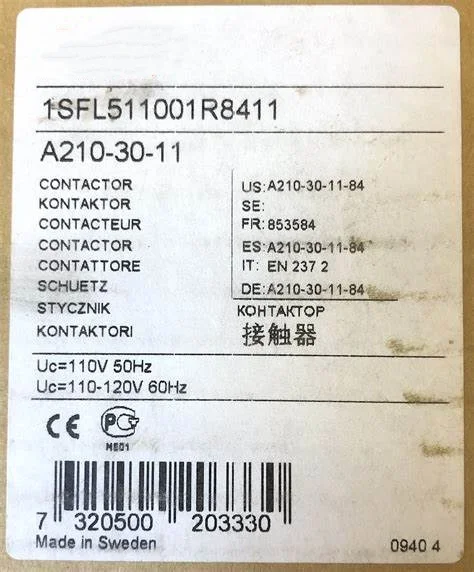 1SFL511001R8411
A210-30-11
CONTACTOR
KONTAKTOR
CONTACTEUR
CONTACTOR
CONTATTORE
SCHUETZ
STYCZNIK
KONTAKTORI
US: A210-30-11-84
SE:
FR: 853584
ES: A210-30-11-84
IT: EN 237 2
DE: A210-30-11-84
КОНТАКТОР
接触器
Uc=110V 50Hz
Uc=110-120V 60Hz
CE PC
ME01
7 320500 203330
Made in Sweden
0940 4